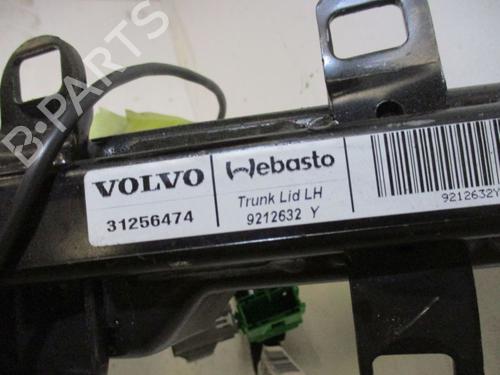 B-PARTS
VOLVO
31256474
Webasto
Trunk Lid LH
9212632 Y
9212632Y